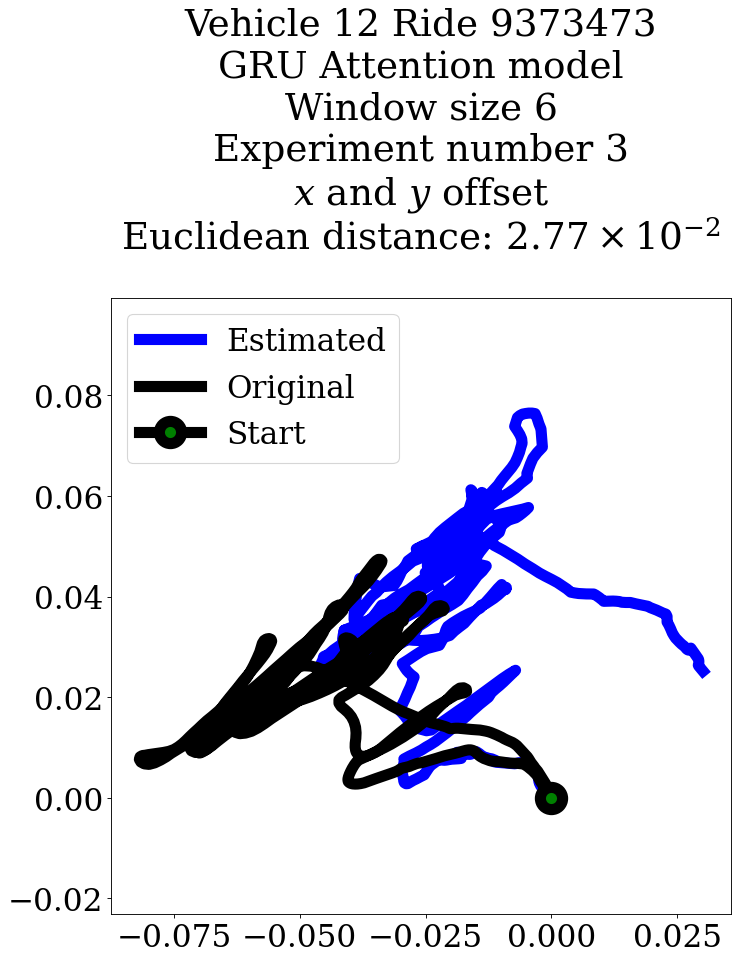 Vehicle 12 Ride 9373473
GRU Attention model
Window size 6
Experiment number 3
x and y offset
Euclidean distance: 2.77 × 10⁻²
Estimated
Original
Start
0.08
0.06
0.04
0.02
0.00
−0.02
−0.075 −0.050 −0.025 0.000 0.025